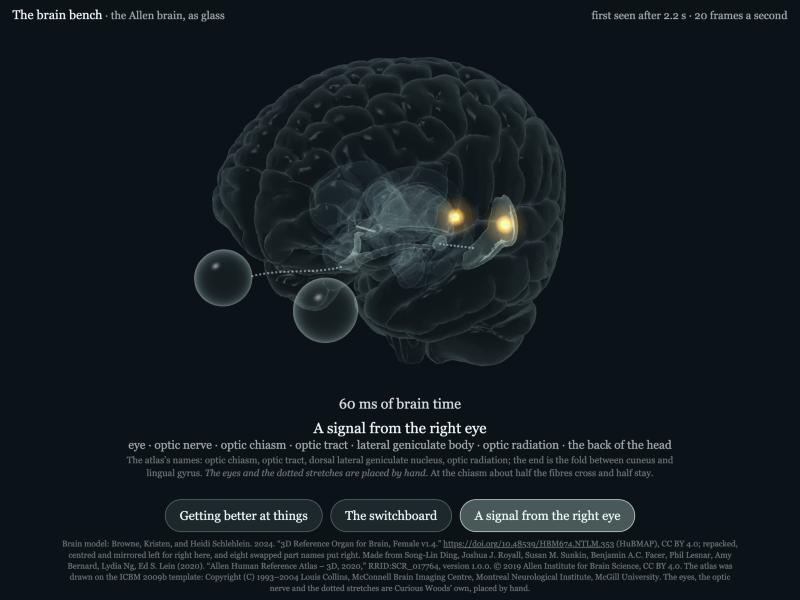 The brain bench · the Allen brain, as glass
first seen after 2.2 s · 20 frames a second
60 ms of brain time
A signal from the right eye
eye · optic nerve · optic chiasm · optic tract · lateral geniculate body · optic radiation · the back of the head
The atlas's names: optic chiasm, optic tract, dorsal lateral geniculate nucleus, optic radiation; the end is the fold between cuneus and
lingual gyrus. The eyes and the dotted stretches are placed by hand. At the chiasm about half the fibres cross and half stay.
Getting better at things
The switchboard
A signal from the right eye
Brain model: Browne, Kristen, and Heidi Schlehlein. 2024. “3D Reference Organ for Brain, Female v1.4.” https://doi.org/10.48539/HBM674.NTLM.353 (HuBMAP), CC BY 4.0; repacked,
centred and mirrored left for right here, and eight swapped part names put right. Made from Song-Lin Ding, Joshua J. Royall, Susan M. Sunkin, Benjamin A.C. Facer, Phil Lesnar, Amy
Bernard, Lydia Ng, Ed S. Lein (2020). “Allen Human Reference Atlas – 3D, 2020,” RRID:SCR_017764, version 1.0.0. © 2019 Allen Institute for Brain Science, CC BY 4.0. The atlas was
drawn on the ICBM 2009b template: Copyright (C) 1993–2004 Louis Collins, McConnell Brain Imaging Centre, Montreal Neurological Institute, McGill University. The eyes, the optic
nerve and the dotted stretches are Curious Woods' own, placed by hand.